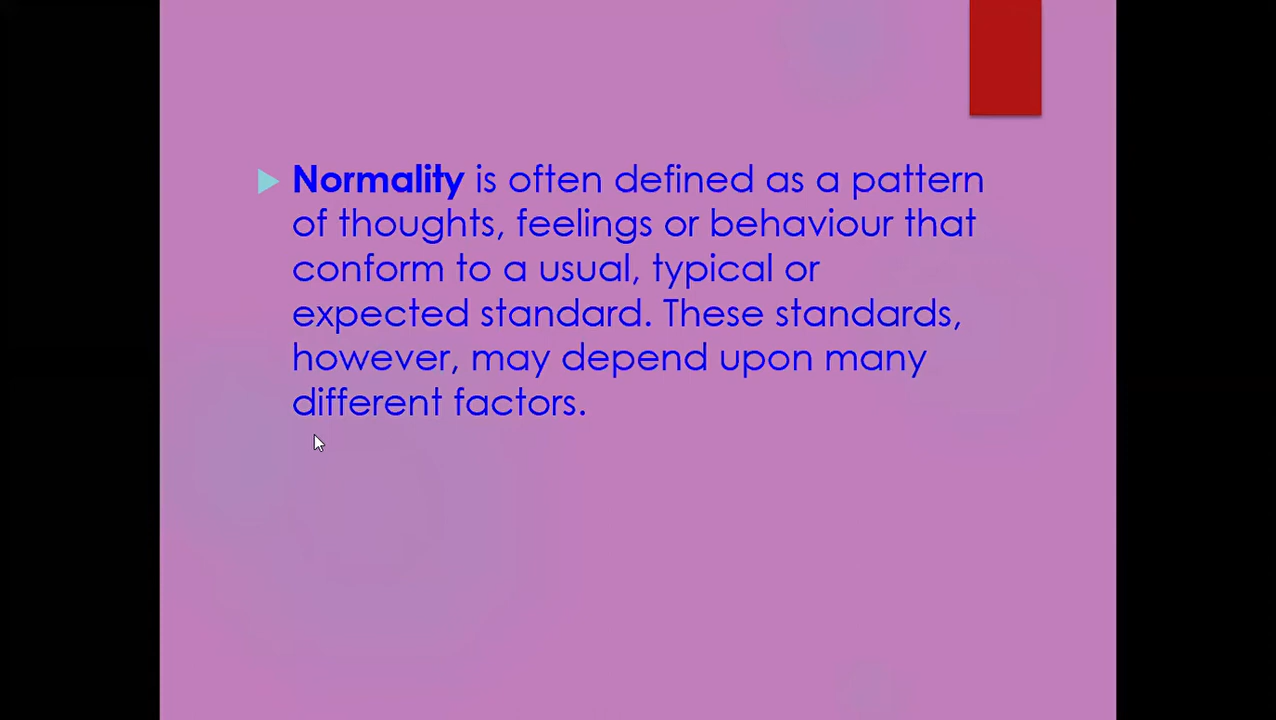 Normality is often defined as a pattern
of thoughts, feelings or behaviour that
conform to a usual, typical or
expected standard. These standards,
however, may depend upon many
different factors.